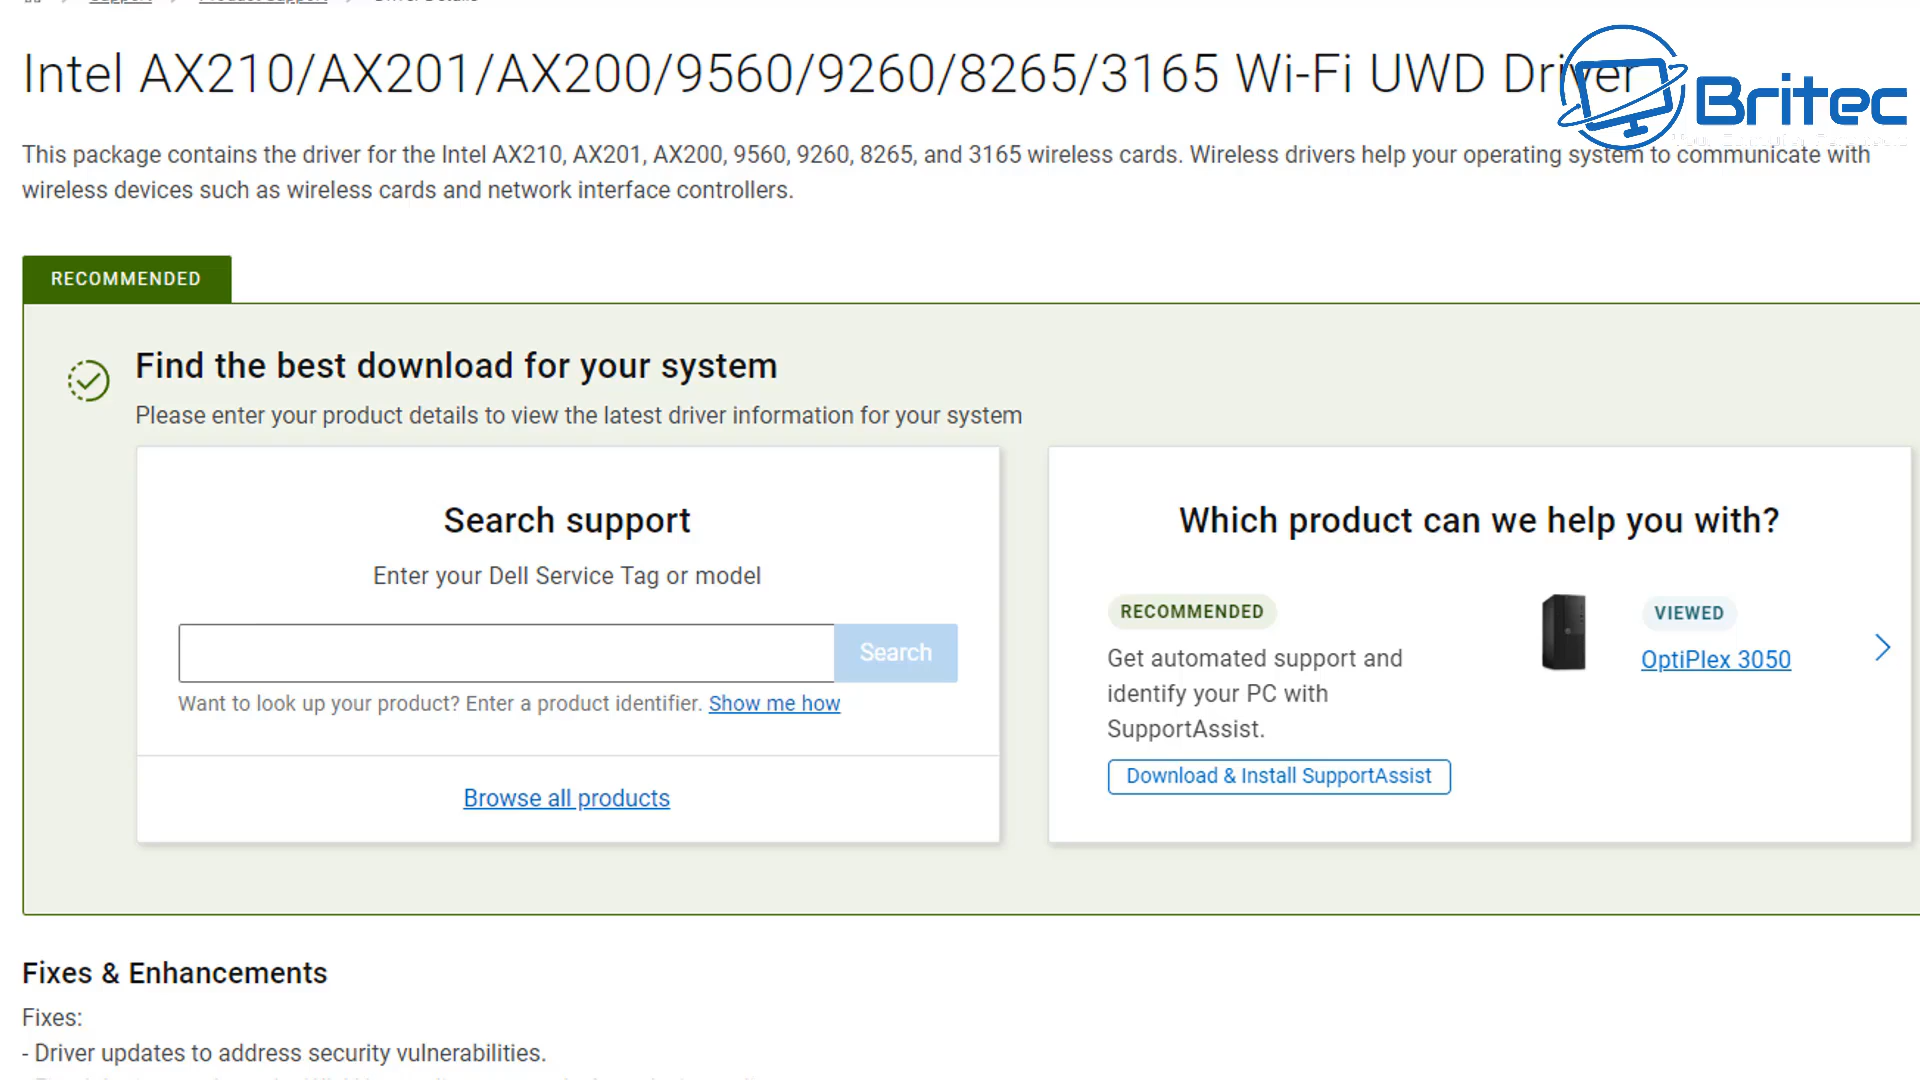 Support
Product Support
Driver Details
Intel AX210/AX201/AX200/9560/9260/8265/3165 Wi-Fi UWD Driver
Britec
This package contains the driver for the Intel AX210, AX201, AX200, 9560, 9260, 8265, and 3165 wireless cards. Wireless drivers help your operating system to communicate with
wireless devices such as wireless cards and network interface controllers.
RECOMMENDED
Find the best download for your system
Please enter your product details to view the latest driver information for your system
Search support
Enter your Dell Service Tag or model
Search
Want to look up your product? Enter a product identifier. Show me how
Browse all products
Which product can we help you with?
RECOMMENDED
Get automated support and
identify your PC with
SupportAssist.
Download & Install SupportAssist
VIEWED
OptiPlex 3050
Fixes & Enhancements
Fixes:
- Driver updates to address security vulnerabilities.